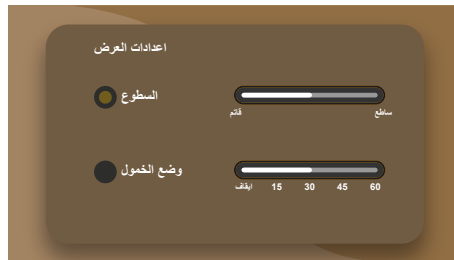 اعدادات العرض
السطوع
قاتم ساطع
وضع الخمول
ايقاف 15 30 45 60